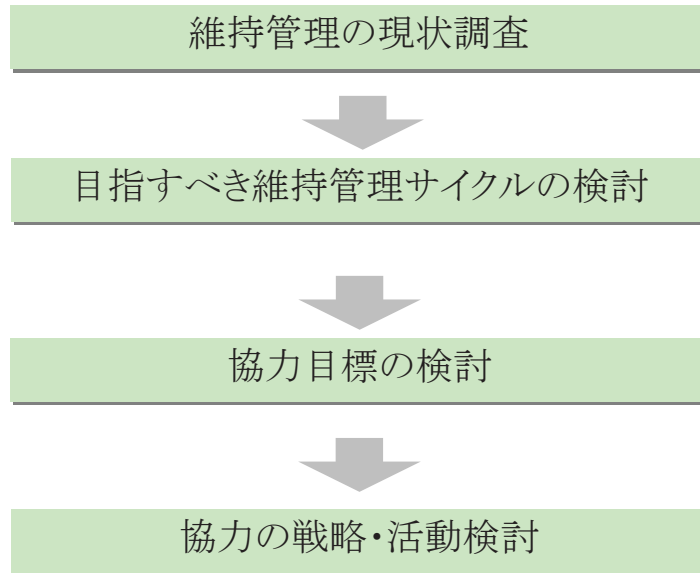 維持管理の現状調査
目指すべき維持管理サイクルの検討
協力目標の検討
協力の戦略・活動検討